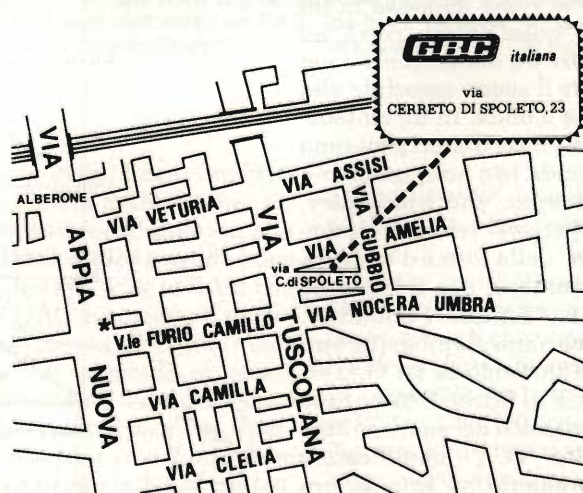 GBC italiana
via
CERRETO DI SPOLETO, 23
VIA
ALBERONE
APPIA
NUOVA
VIA VETURIA
VIA
TUSCOLANA
VIA ASSISI
VIA GUBBIO
VIA AMELIA
via
C.di SPOLETO
VIA NOCERA UMBRA
*
V.le FURIO CAMILLO
VIA CAMILLA
VIA CLELIA